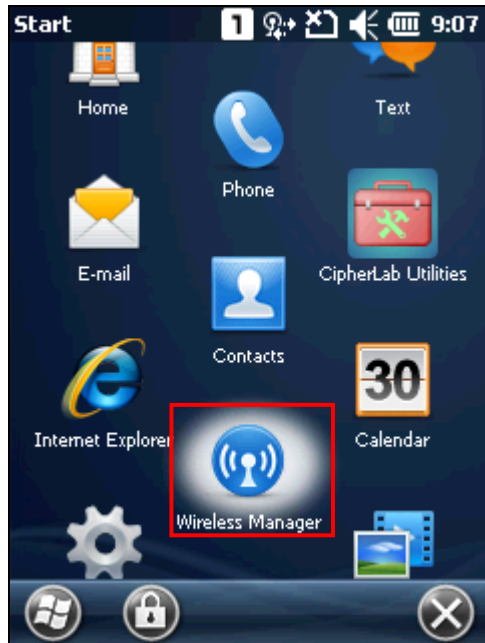 Start 1 9:07
Home
Text
Phone
E-mail
CipherLab Utilities
Contacts
30
Internet Explorer
Calendar
Wireless Manager